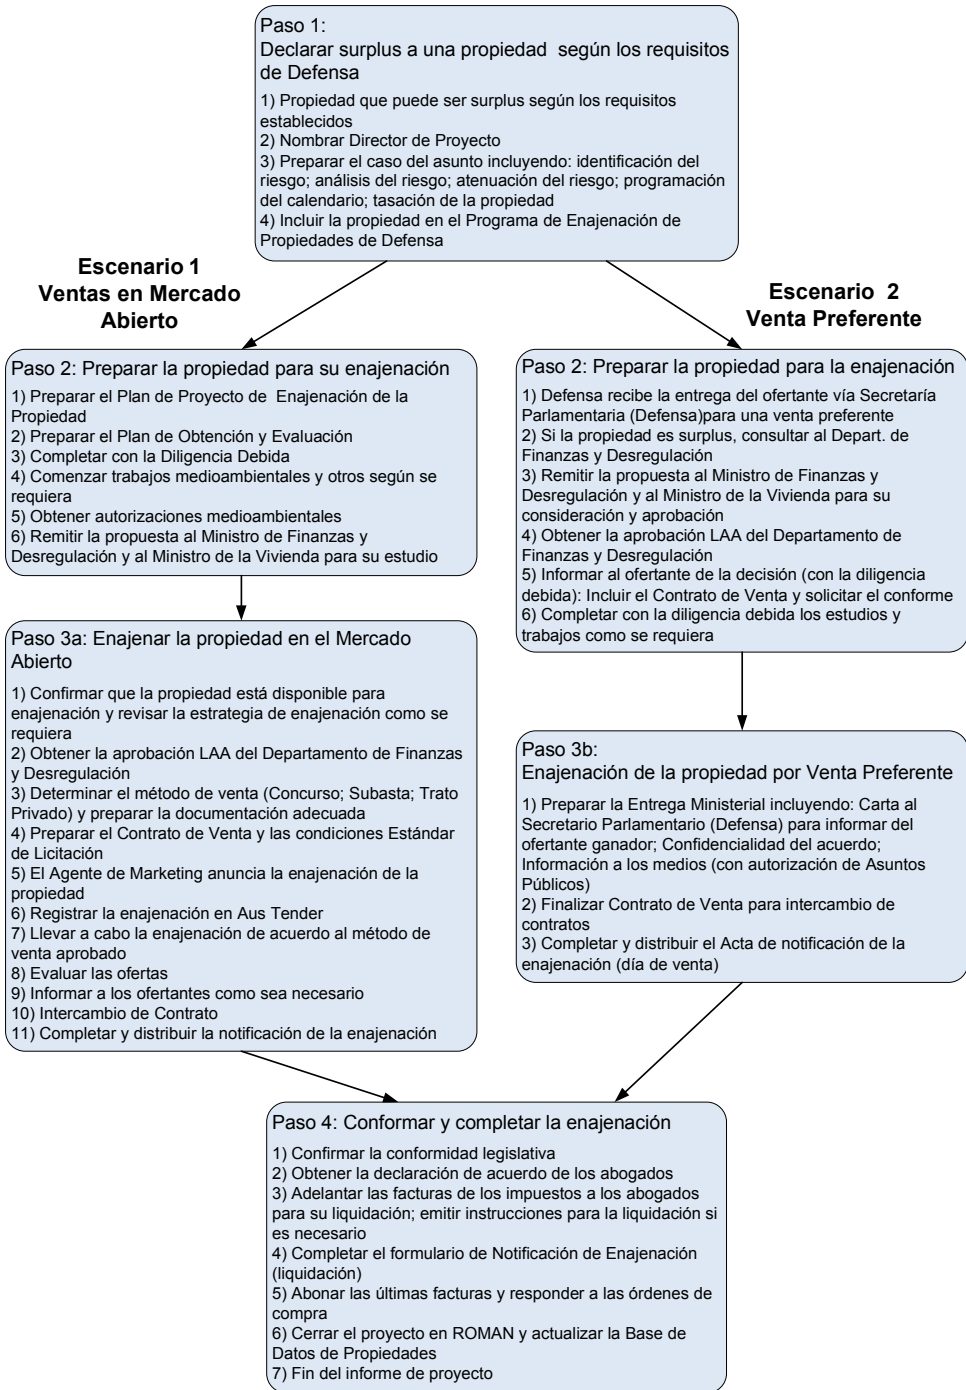 Paso 1:
Declarar surplus a una propiedad según los requisitos
de Defensa
1) Propiedad que puede ser surplus según los requisitos
establecidos
2) Nombrar Director de Proyecto
3) Preparar el caso del asunto incluyendo: identificación del
riesgo; análisis del riesgo; atenuación del riesgo; programación
del calendario; tasación de la propiedad
4) Incluir la propiedad en el Programa de Enajenación de
Propiedades de Defensa
Escenario 1
Ventas en Mercado
Abierto
Escenario 2
Venta Preferente
Paso 2: Preparar la propiedad para su enajenación
1) Preparar el Plan de Proyecto de Enajenación de la
Propiedad
2) Preparar el Plan de Obtención y Evaluación
3) Completar con la Diligencia Debida
4) Comenzar trabajos medioambientales y otros según se
requiera
5) Obtener autorizaciones medioambientales
6) Remitir la propuesta al Ministro de Finanzas y
Desregulación y al Ministro de la Vivienda para su estudio
Paso 2: Preparar la propiedad para la enajenación
1) Defensa recibe la entrega del ofertante vía Secretaría
Parlamentaria (Defensa)para una venta preferente
2) Si la propiedad es surplus, consultar al Depart. de
Finanzas y Desregulación
3) Remitir la propuesta al Ministro de Finanzas y
Desregulación y al Ministro de la Vivienda para su
consideración y aprobación
4) Obtener la aprobación LAA del Departamento de
Finanzas y Desregulación
5) Informar al ofertante de la decisión (con la diligencia
debida): Incluir el Contrato de Venta y solicitar el conforme
6) Completar con la diligencia debida los estudios y
trabajos como se requiera
Paso 3a: Enajenar la propiedad en el Mercado
Abierto
1) Confirmar que la propiedad está disponible para
enajenación y revisar la estrategia de enajenación como se
requiera
2) Obtener la aprobación LAA del Departamento de Finanzas
y Desregulación
3) Determinar el método de venta (Concurso; Subasta; Trato
Privado) y preparar la documentación adecuada
4) Preparar el Contrato de Venta y las condiciones Estándar
de Licitación
5) El Agente de Marketing anuncia la enajenación de la
propiedad
6) Registrar la enajenación en Aus Tender
7) Llevar a cabo la enajenación de acuerdo al método de
venta aprobado
8) Evaluar las ofertas
9) Informar a los ofertantes como sea necesario
10) Intercambio de Contrato
11) Completar y distribuir la notificación de la enajenación
Paso 3b:
Enajenación de la propiedad por Venta Preferente
1) Preparar la Entrega Ministerial incluyendo: Carta al
Secretario Parlamentario (Defensa) para informar del
ofertante ganador; Confidencialidad del acuerdo;
Información a los medios (con autorización de Asuntos
Públicos)
2) Finalizar Contrato de Venta para intercambio de
contratos
3) Completar y distribuir el Acta de notificación de la
enajenación (día de venta)
Paso 4: Conformar y completar la enajenación
1) Confirmar la conformidad legislativa
2) Obtener la declaración de acuerdo de los abogados
3) Adelantar las facturas de los impuestos a los abogados
para su liquidación; emitir instrucciones para la liquidación si
es necesario
4) Completar el formulario de Notificación de Enajenación
(liquidación)
5) Abonar las últimas facturas y responder a las órdenes de
compra
6) Cerrar el proyecto en ROMAN y actualizar la Base de
Datos de Propiedades
7) Fin del informe de proyecto